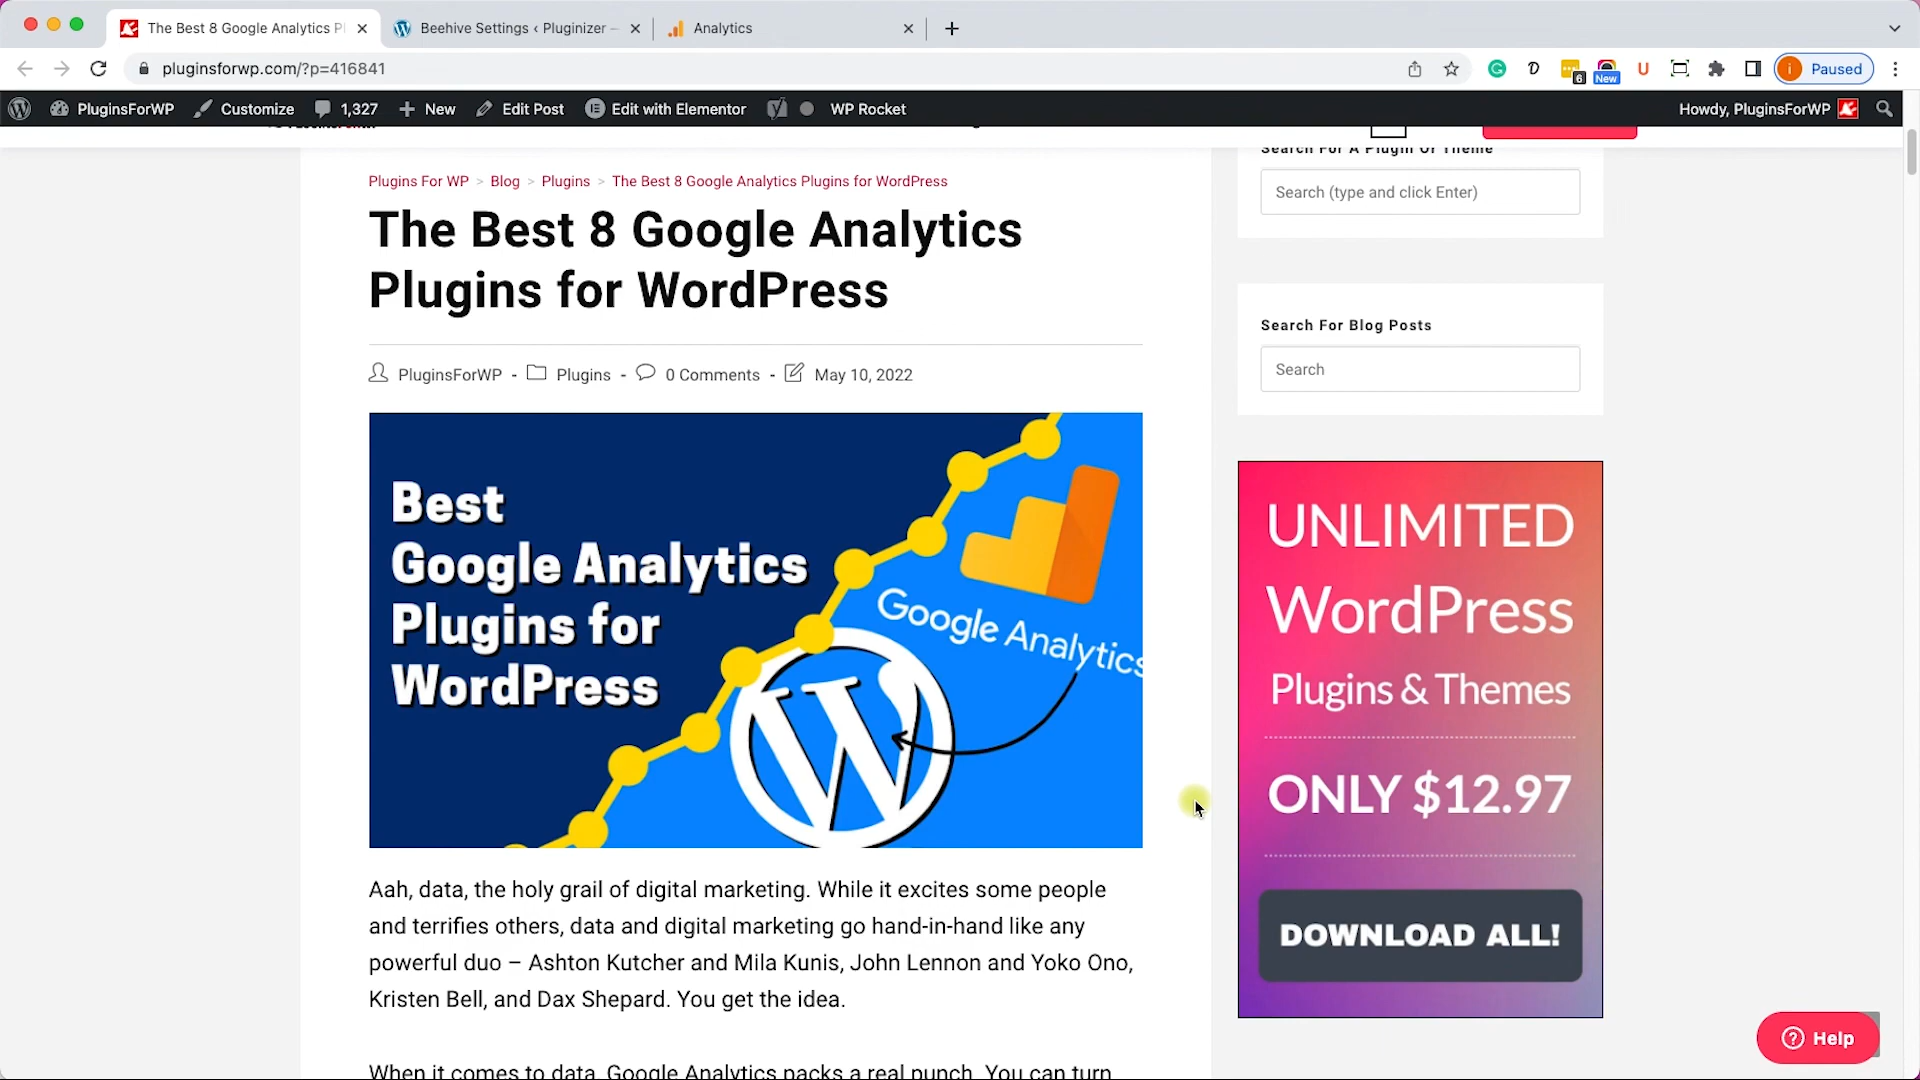 The Best 8 Google Analytics P
Beehive Settings ‹ Pluginizer —
Analytics
pluginsforwp.com/?p=416841
6
New
U
i
Paused
PluginsForWP
Customize
1,327
New
Edit Post
Edit with Elementor
WP Rocket
Howdy, PluginsForWP
Search For A Plugin Or Theme
Search (type and click Enter)
Plugins For WP > Blog > Plugins > The Best 8 Google Analytics Plugins for WordPress
The Best 8 Google Analytics
Plugins for WordPress
PluginsForWP - Plugins - 0 Comments - May 10, 2022
Search For Blog Posts
Search
Best
Google Analytics
Plugins for
WordPress
Google Analytics
UNLIMITED
WordPress
Plugins & Themes
ONLY $12.97
DOWNLOAD ALL!
Aah, data, the holy grail of digital marketing. While it excites some people
and terrifies others, data and digital marketing go hand-in-hand like any
powerful duo – Ashton Kutcher and Mila Kunis, John Lennon and Yoko Ono,
Kristen Bell, and Dax Shepard. You get the idea.
When it comes to data, Google Analytics packs a real punch. You can turn
? Help